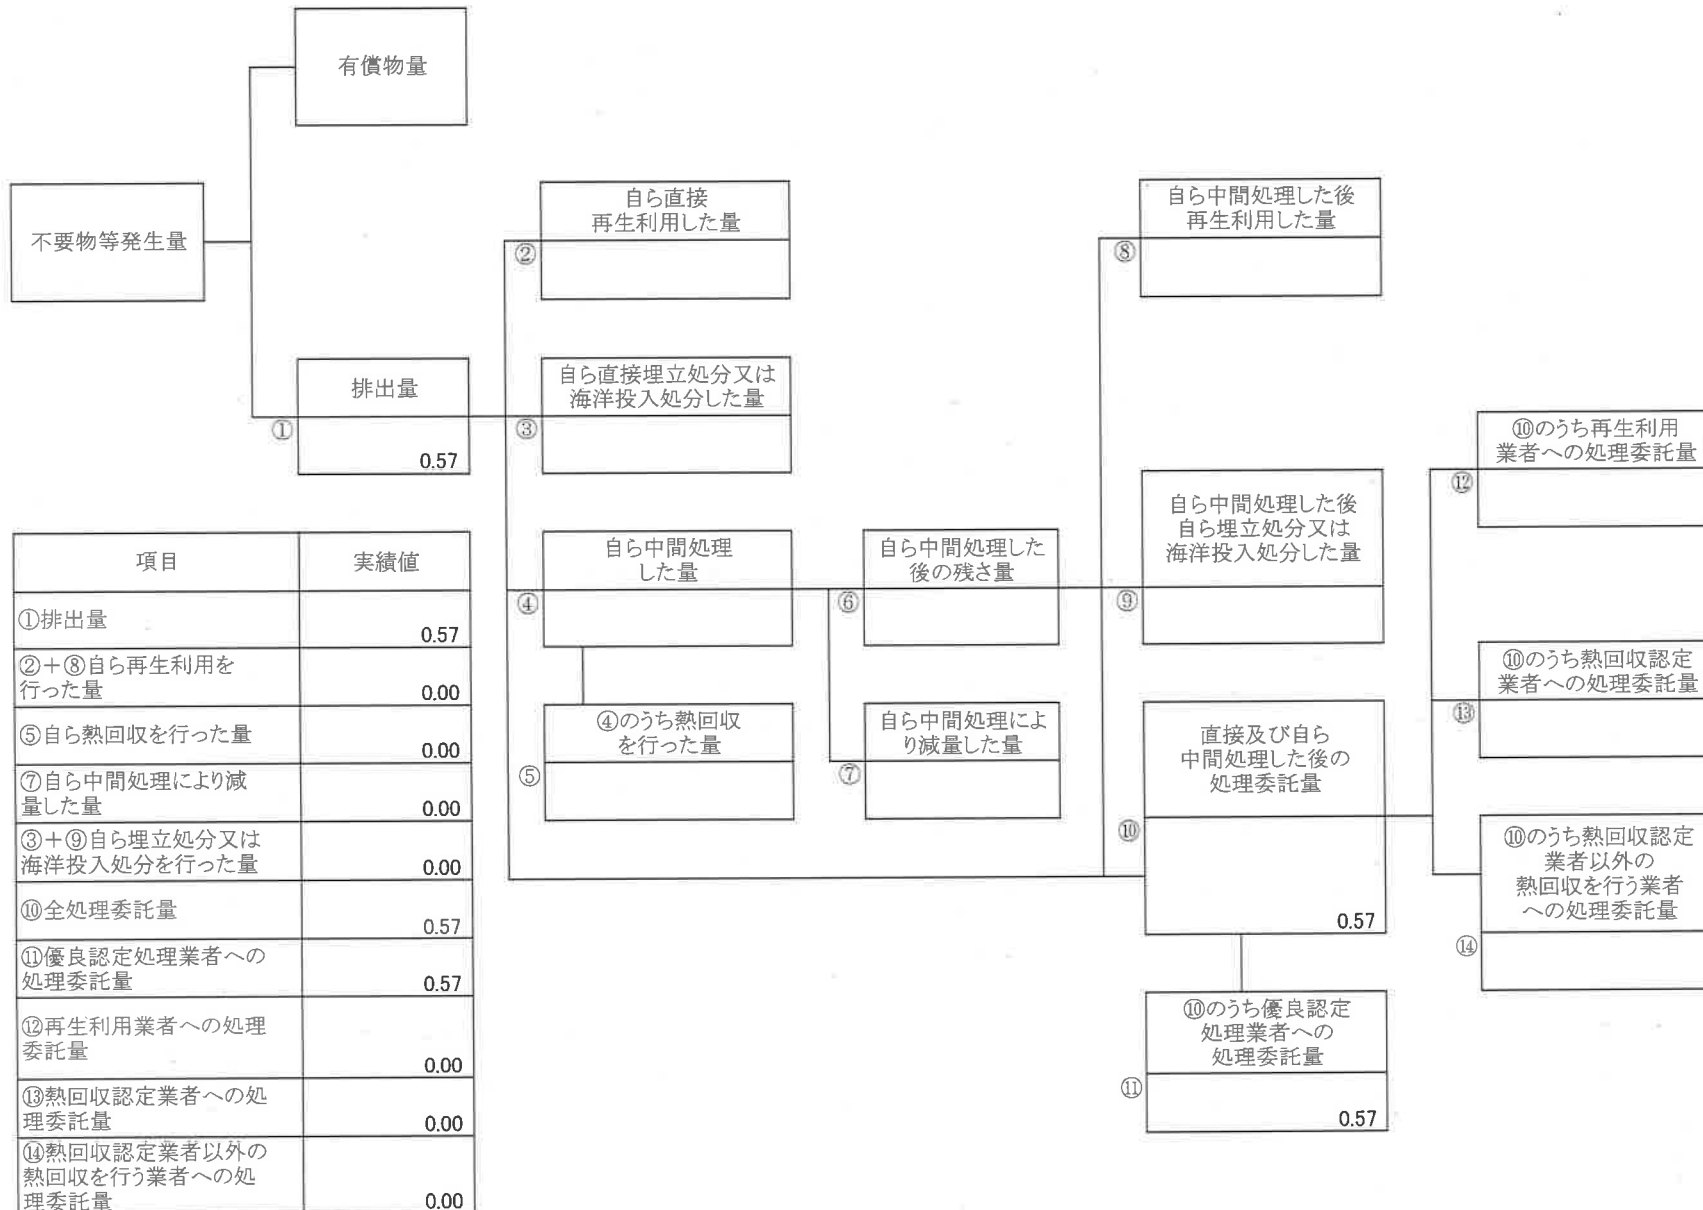 有償物量
不要物等発生量
自ら直接
再生利用した量
②
自ら中間処理した後
再生利用した量
⑧
排出量
①
0.57
自ら直接埋立処分又は
海洋投入処分した量
③
⑩のうち再生利用
業者への処理委託量
⑫
自ら中間処理
した量
④
自ら中間処理した
後の残さ量
⑥
自ら中間処理した後
自ら埋立処分又は
海洋投入処分した量
⑨
⑩のうち熱回収認定
業者への処理委託量
⑬
④のうち熱回収
を行った量
⑤
自ら中間処理によ
り減量した量
⑦
直接及び自ら
中間処理した後の
処理委託量
⑩
0.57
⑩のうち熱回収認定
業者以外の
熱回収を行う業者
への処理委託量
⑭
⑩のうち優良認定
処理業者への
処理委託量
⑪
0.57
項目 実績値
①排出量
0.57
②+⑧自ら再生利用を
行った量 0.00
⑤自ら熱回収を行った量
0.00
⑦自ら中間処理により減
量した量 0.00
③+⑨自ら埋立処分又は
海洋投入処分を行った量 0.00
⑩全処理委託量
0.57
⑪優良認定処理業者への
処理委託量 0.57
⑫再生利用業者への処理
委託量
0.00
⑬熱回収認定業者への処
理委託量 0.00
⑭熱回収認定業者以外の
熱回収を行う業者への処
理委託量 0.00